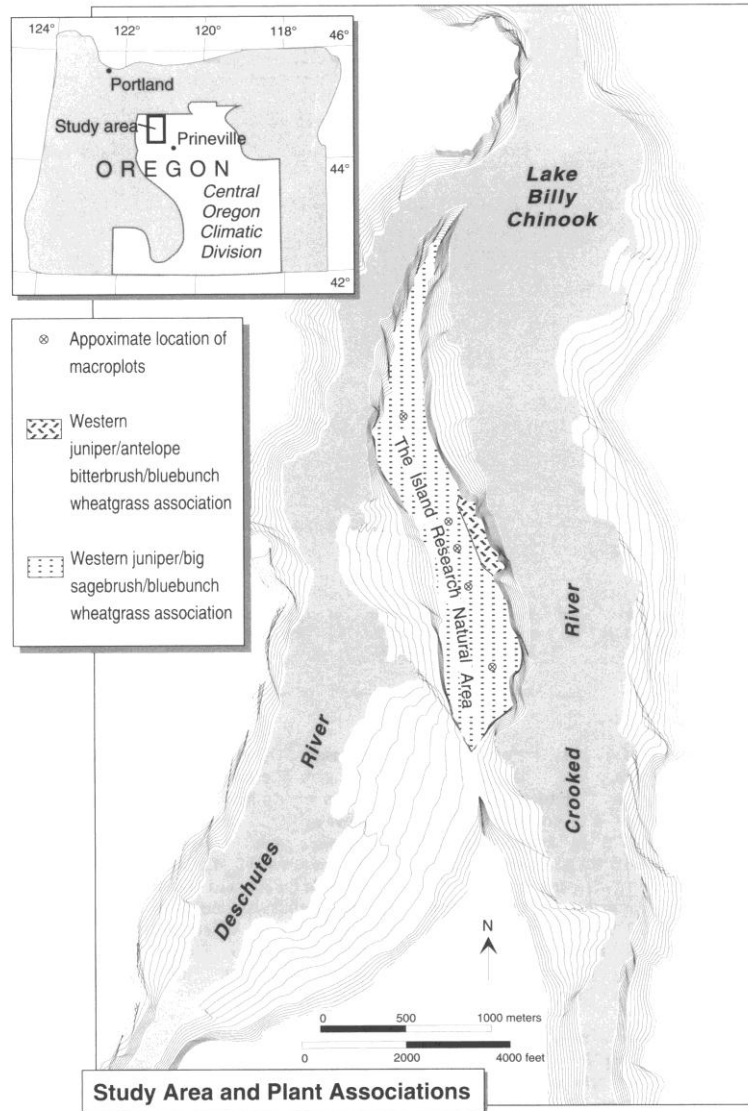 124°
122°
120°
118°
46°
Portland
Study area
Prineville
44°
OREGON
Central
Oregon
Climatic
Division
42°
Appoximate location of
macroplots
Western
juniper/antelope
bitterbrush/bluebunch
wheatgrass association
Western juniper/big
sagebrush/bluebunch
wheatgrass association
Lake
Billy
Chinook
The Island Research Natural Area
River
Crooked
River
Deschutes
N
0 500 1000 meters
0 2000 4000 feet
Study Area and Plant Associations